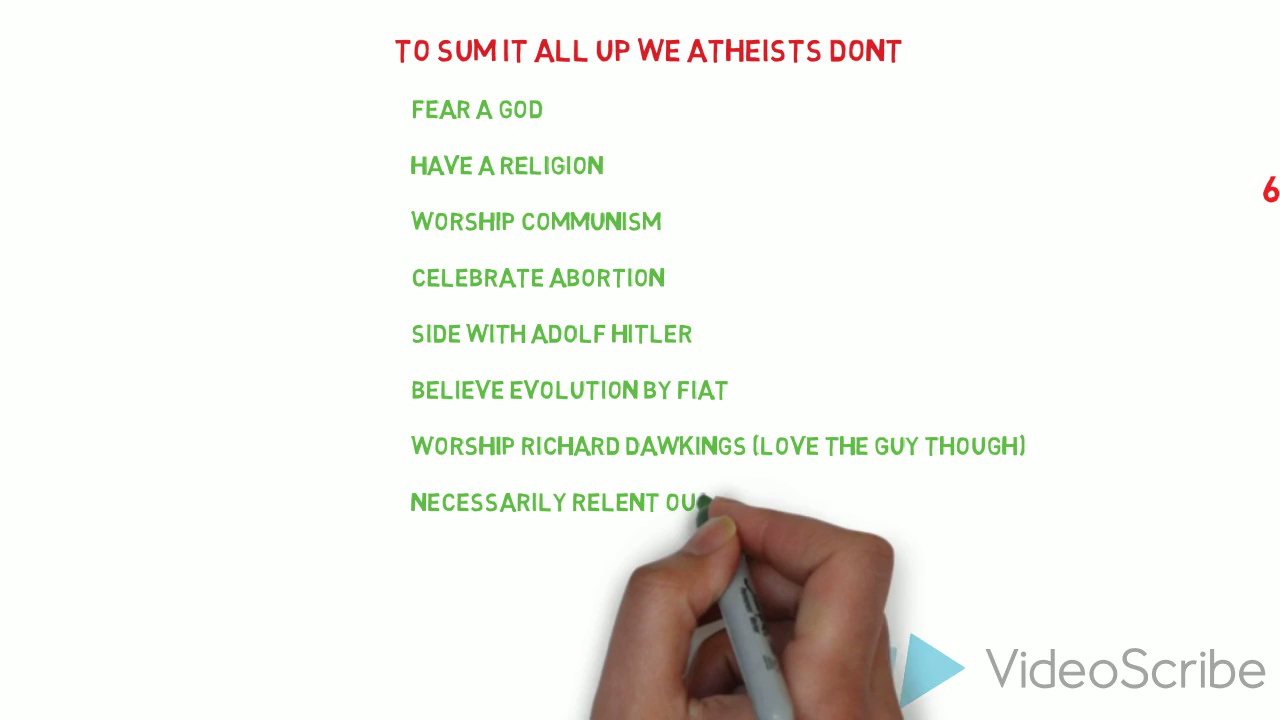 TO SUM IT ALL UP WE ATHEISTS DONT
FEAR A GOD
HAVE A RELIGION
6
WORSHIP COMMUNISM
CELEBRATE ABORTION
SIDE WITH ADOLF HITLER
BELIEVE EVOLUTION BY FIAT
WORSHIP RICHARD DAWKINGS (LOVE THE GUY THOUGH)
NECESSARILY RELENT
VideoScribe